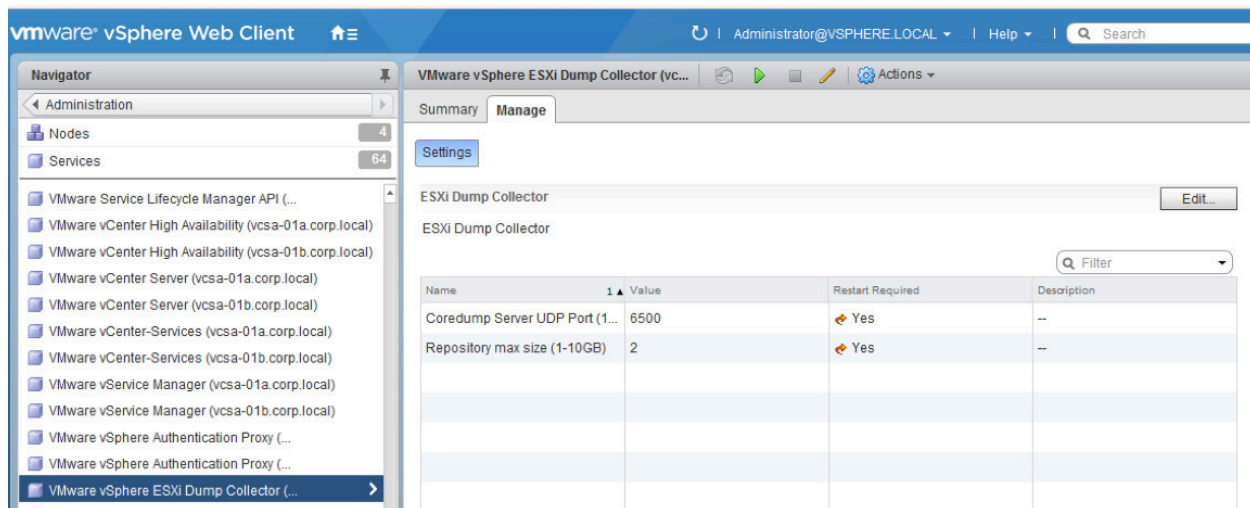 vmware® vSphere Web Client
Administrator@VSPHERE.LOCAL
Help
Search
Navigator
Administration
Nodes 4
Services 64
VMware Service Lifecycle Manager API (...
VMware vCenter High Availability (vcsa-01a.corp.local)
VMware vCenter High Availability (vcsa-01b.corp.local)
VMware vCenter Server (vcsa-01a.corp.local)
VMware vCenter Server (vcsa-01b.corp.local)
VMware vCenter-Services (vcsa-01a.corp.local)
VMware vCenter-Services (vcsa-01b.corp.local)
VMware vService Manager (vcsa-01a.corp.local)
VMware vService Manager (vcsa-01b.corp.local)
VMware vSphere Authentication Proxy (...
VMware vSphere Authentication Proxy (...
VMware vSphere ESXi Dump Collector (...
VMware vSphere ESXi Dump Collector (vc...
Actions
Summary Manage
Settings
ESXi Dump Collector
Edit...
ESXi Dump Collector
Filter
Name 1 Value Restart Required Description
Coredump Server UDP Port (1... 6500 Yes --
Repository max size (1-10GB) 2 Yes --